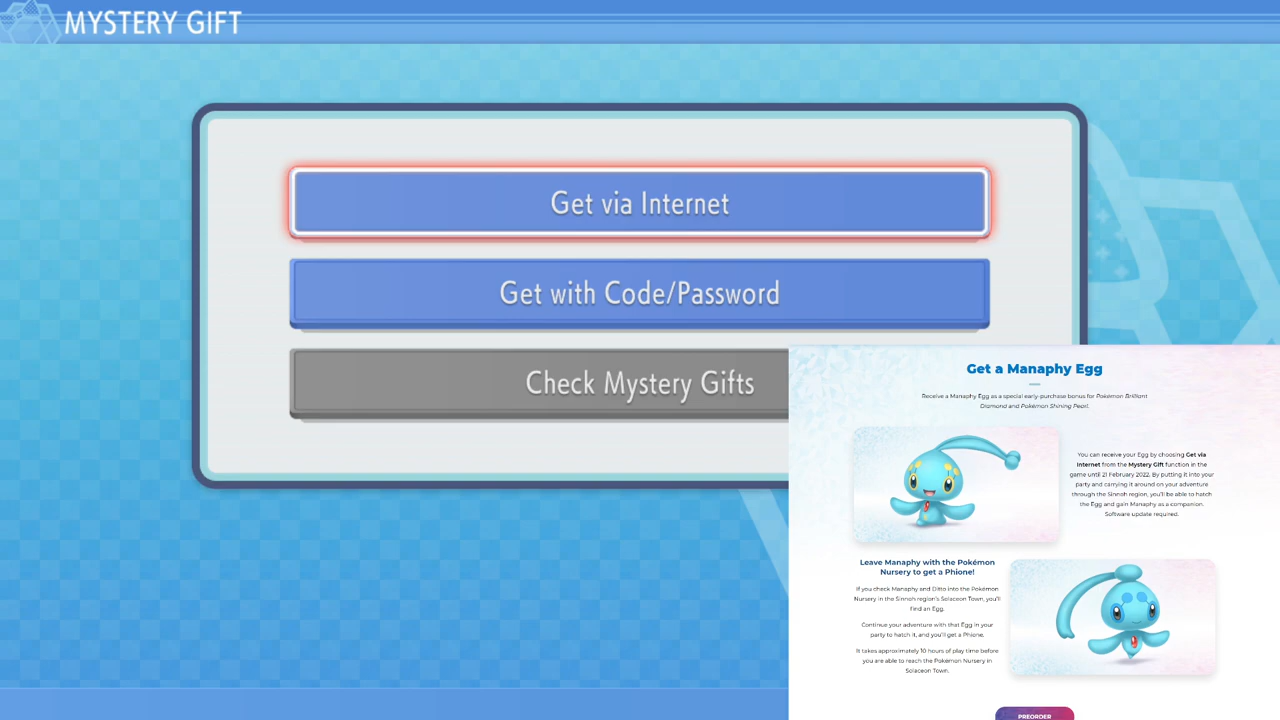 MYSTERY GIFT
Get via Internet
Get with Code/Password
Check Mystery Gifts
Get a Manaphy Egg
Receive a Manaphy Egg as a special early-purchase bonus for Pokémon Brilliant
Diamond and Pokémon Shining Pearl.
You can receive your Egg by choosing Get via
Internet from the Mystery Gift function in the
game until 21 February 2022. By putting it into your
party and carrying it around on your adventure
through the Sinnoh region, you'll be able to hatch
the Egg and gain Manaphy as a companion.
Software update required.
Leave Manaphy with the Pokémon
Nursery to get a Phione!
If you check Manaphy and Ditto into the Pokémon
Nursery in the Sinnoh region's Solaceon Town, you'll
find an Egg.
Continue your adventure with that Egg in your
party to hatch it, and you'll get a Phione.
It takes approximately 10 hours of play time before
you are able to reach the Pokémon Nursery in
Solaceon Town.
PREORDER